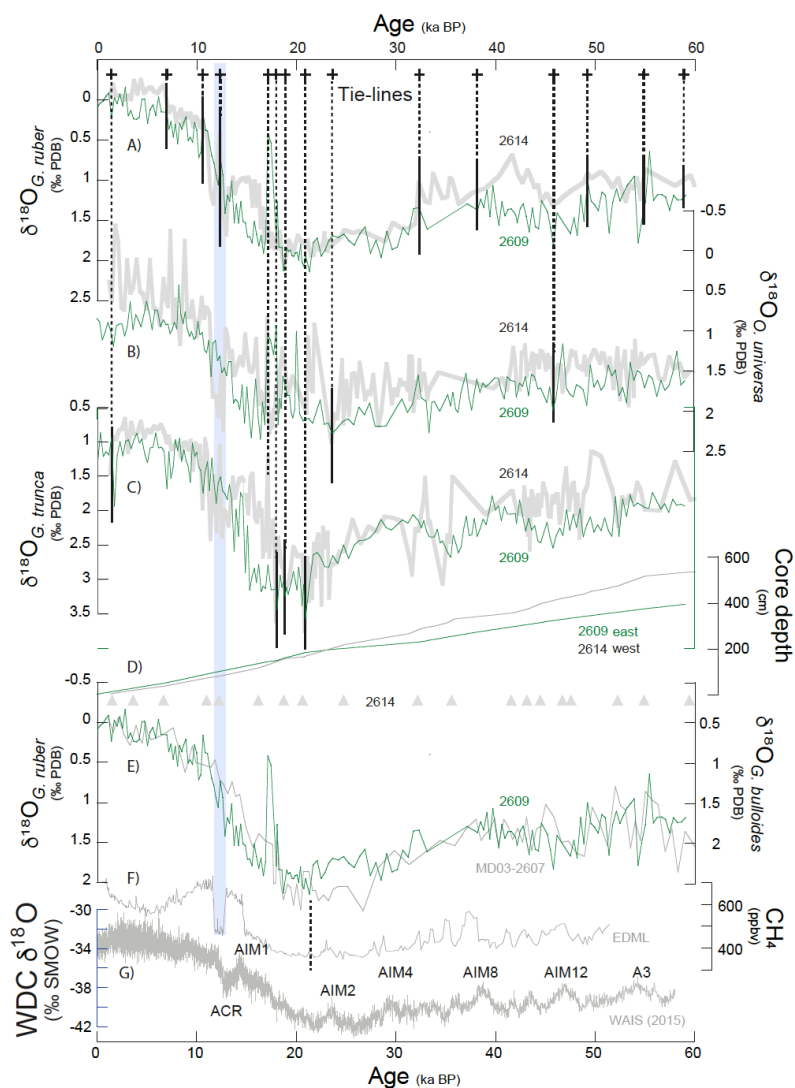 Age (ka BP)
0 10 20 30 40 50 60
Tie-lines
0
0.5
1
1.5
2
2.5
δ18O G. ruber
(‰ PDB)
A)
2614
2609
-0.5
0
0.5
1
1.5
2
2.5
δ18O O. universa
(‰ PDB)
B)
2614
2609
0.5
1
1.5
2
2.5
3
3.5
δ18O G. trunca
(‰ PDB)
C)
2614
2609
600
400
200
Core depth
(cm)
2609 east
2614 west
D)
2614
-0.5
0
0.5
1
1.5
2
δ18O G. ruber
(‰ PDB)
E)
0.5
1
1.5
2
δ18O G. bulloides
(‰ PDB)
2609
MD03-2607
F)
600
400
CH4
(ppbv)
EDML
-30
-34
-38
-42
WDC δ18O
(‰ SMOW)
G)
AIM1
AIM4
AIM8
AIM12
A3
AIM2
ACR
WAIS (2015)
0 10 20 30 40 50 60
Age (ka BP)